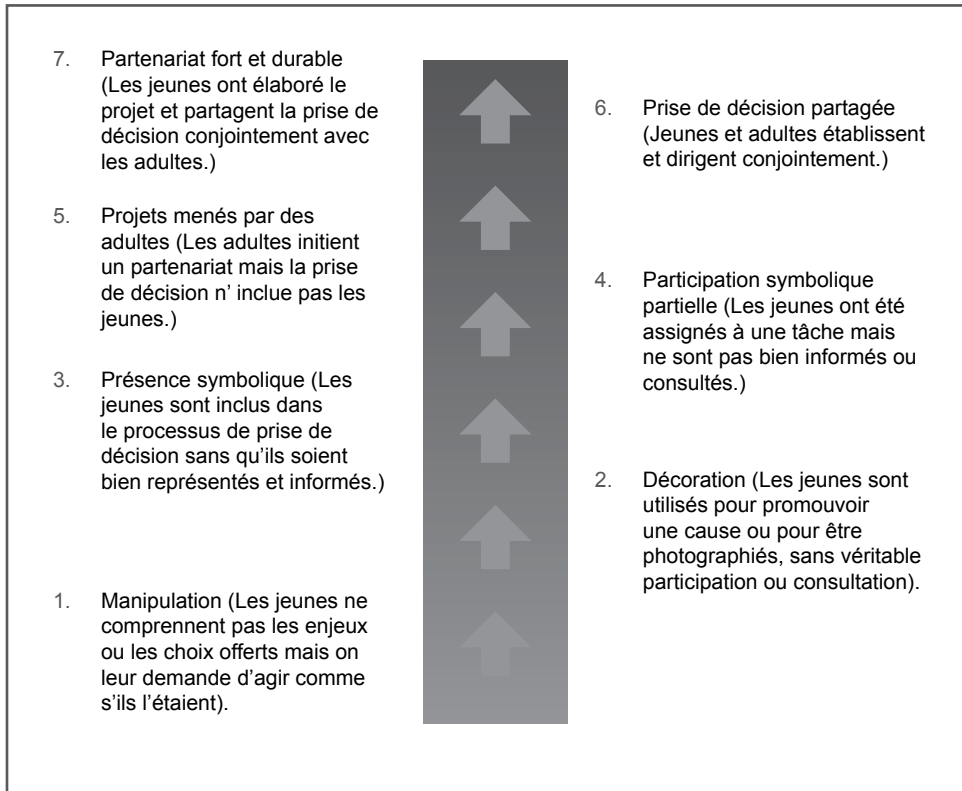 7. Partenariat fort et durable
(Les jeunes ont élaboré le
projet et partagent la prise de
décision conjointement avec
les adultes.)
6. Prise de décision partagée
(Jeunes et adultes établissent
et dirigent conjointement.)
5. Projets menés par des
adultes (Les adultes initient
un partenariat mais la prise
de décision n' inclue pas les
jeunes.)
4. Participation symbolique
partielle (Les jeunes ont été
assignés à une tâche mais
ne sont pas bien informés ou
consultés.)
3. Présence symbolique (Les
jeunes sont inclus dans
le processus de prise de
décision sans qu'ils soient
bien représentés et informés.)
2. Décoration (Les jeunes sont
utilisés pour promouvoir
une cause ou pour être
photographiés, sans véritable
participation ou consultation).
1. Manipulation (Les jeunes ne
comprennent pas les enjeux
ou les choix offerts mais on
leur demande d'agir comme
s'ils l'étaient).